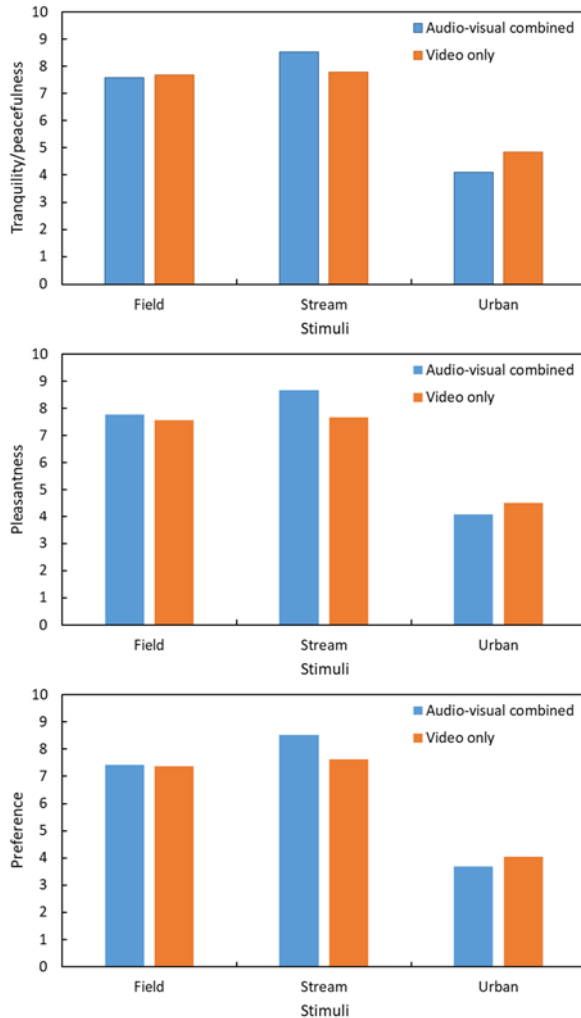 10
9
8
7
6
5
4
3
2
1
0
Tranquility/peacefulness
Audio-visual combined
Video only
Field Stream Urban
Stimuli
10
9
8
7
6
5
4
3
2
1
0
Pleasantness
Audio-visual combined
Video only
Field Stream Urban
Stimuli
10
9
8
7
6
5
4
3
2
1
0
Preference
Audio-visual combined
Video only
Field Stream Urban
Stimuli